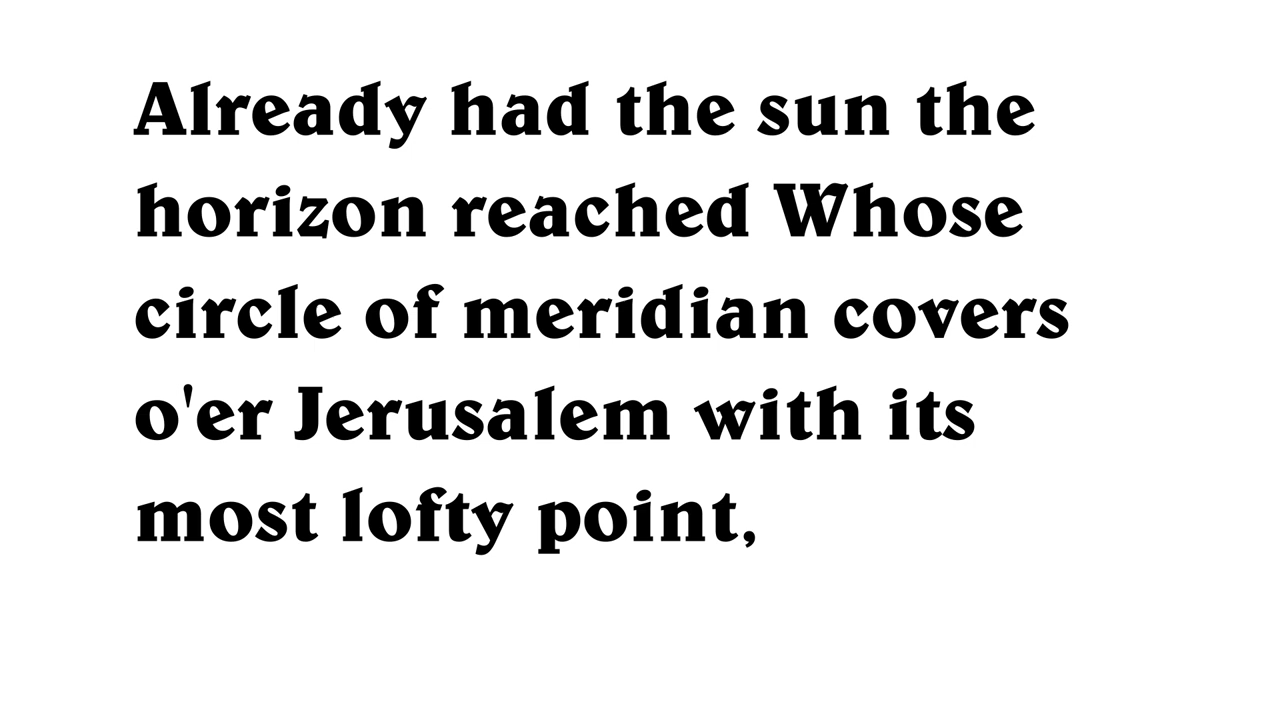 Already had the sun the
horizon reached Whose
circle of meridian covers
o'er Jerusalem with its
most lofty point,